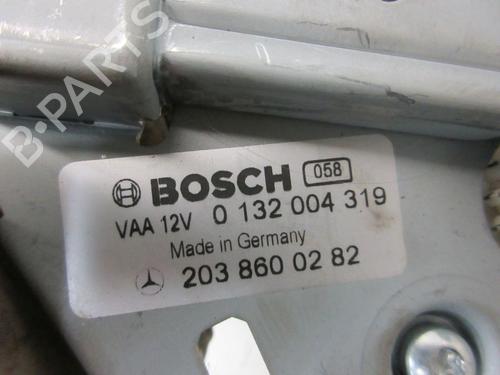 B-PARTS
BOSCH 058
VAA 12V 0 132 004 319
Made in Germany
203 860 02 82